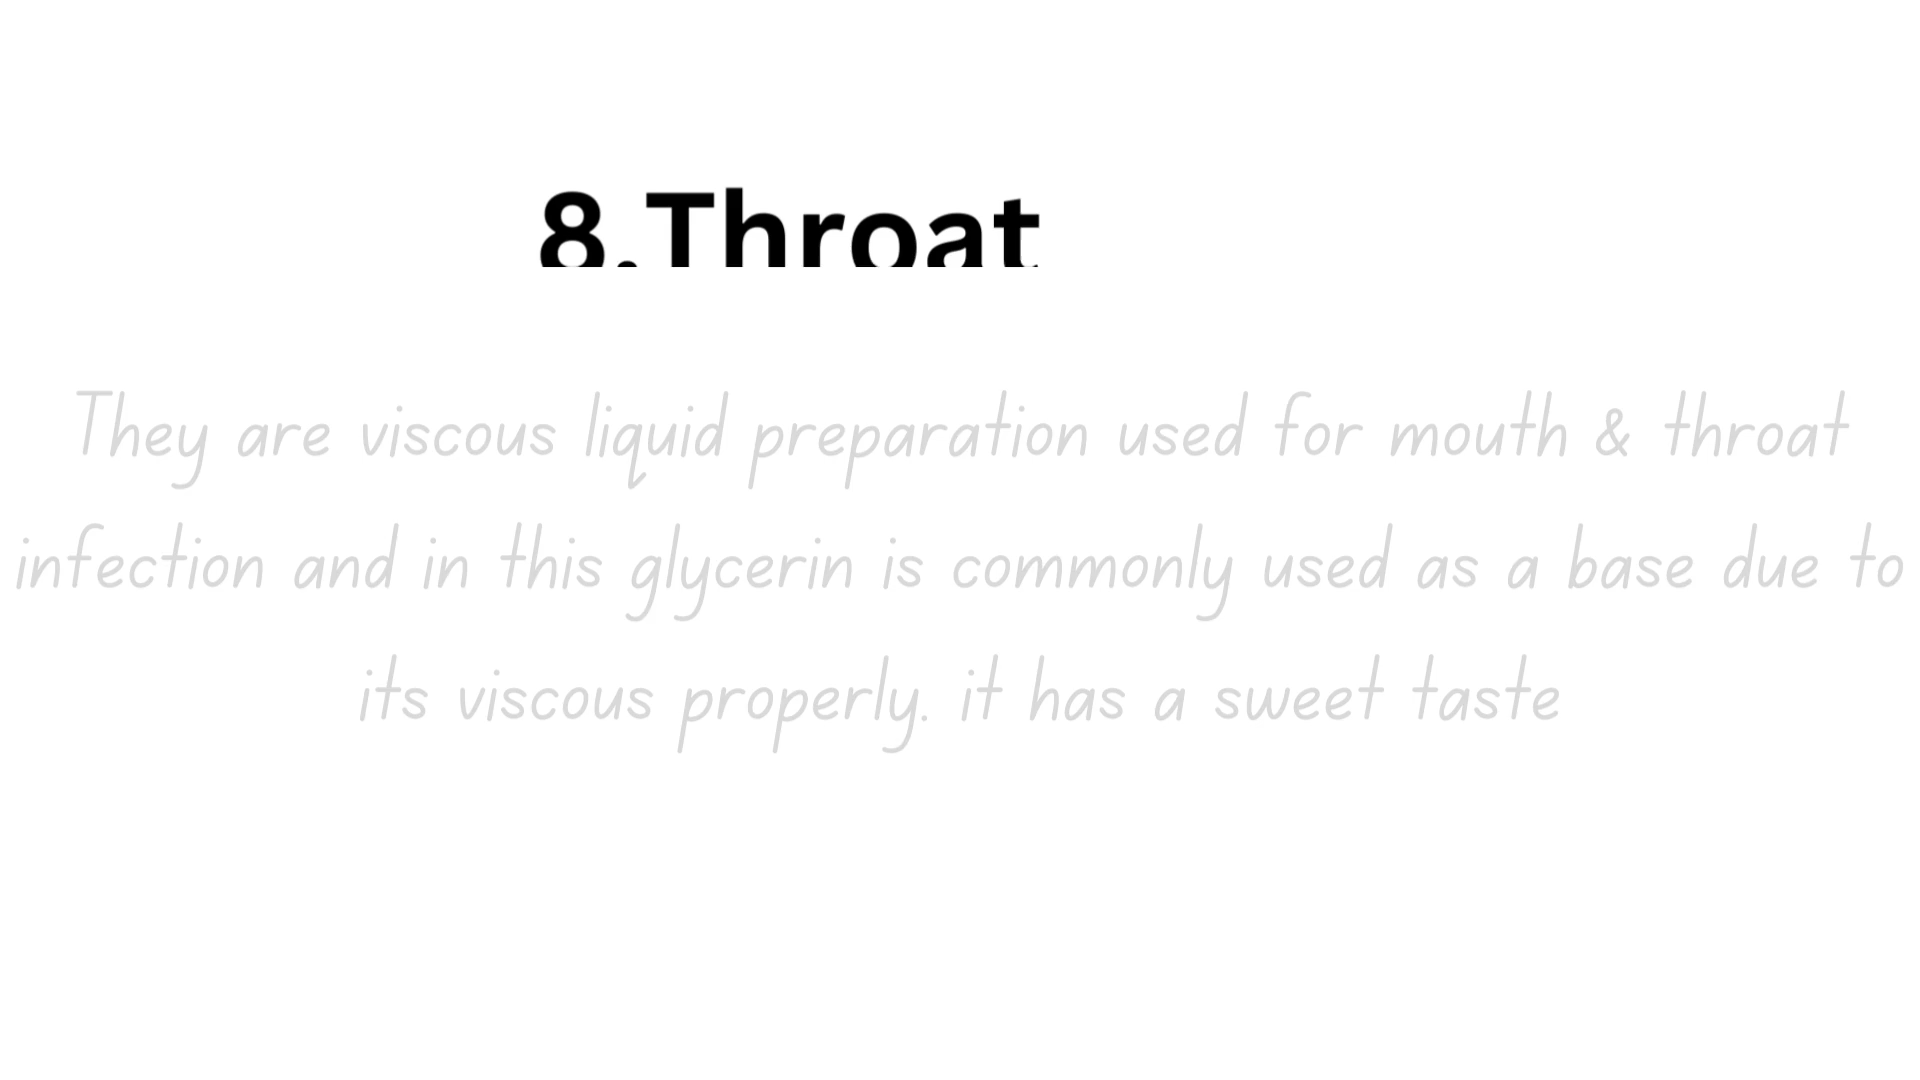 8.Throat
They are viscous liquid preparation used for mouth & throat
infection and in this glycerin is commonly used as a base due to
its viscous properly. it has a sweet taste